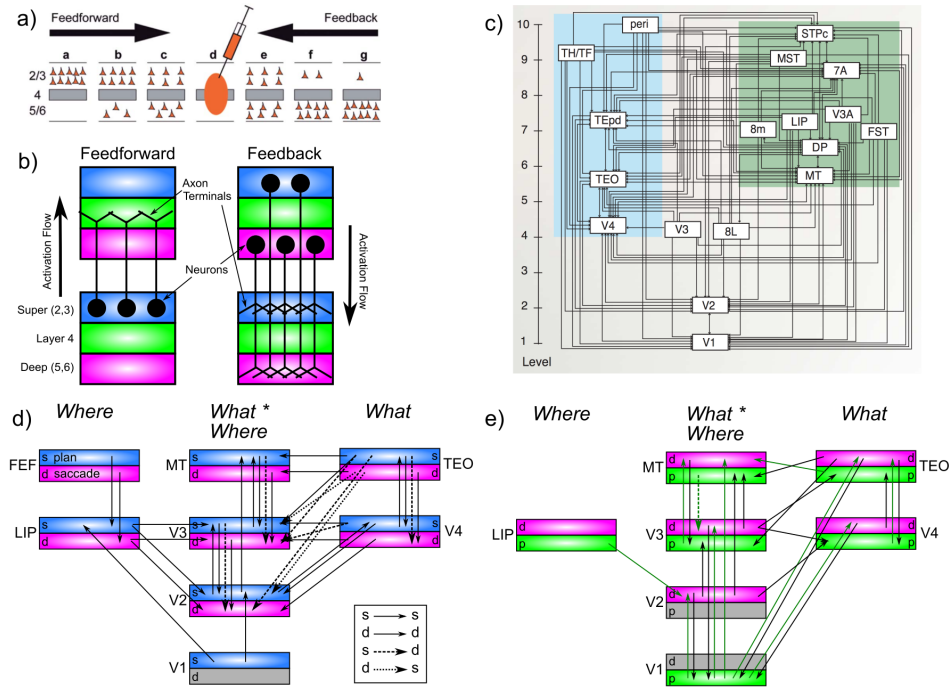 a)
Feedforward
Feedback
a b c d e f g
2/3
4
5/6
b)
Feedforward
Feedback
Axon
Terminals
Neurons
Activation Flow
Activation Flow
Super (2,3)
Layer 4
Deep (5,6)
c)
10
9
8
7
6
5
4
3
2
1
Level
peri
STPc
TH/TF
MST
7A
TEpd
8m
LIP
V3A
FST
DP
TEO
MT
V4
V3
8L
V2
V1
d)
Where
What *
Where
What
FEF
s plan
d saccade
MT
s
d
s
d
TEO
LIP
s
d
V3
s
d
s
d
V4
V2
s
d
V1
s
d
s s
d d
s d
d s
e)
Where
What *
Where
What
MT
d
p
d
p
TEO
LIP
d
p
V3
d
p
d
p
V4
V2
d
p
V1
d
p